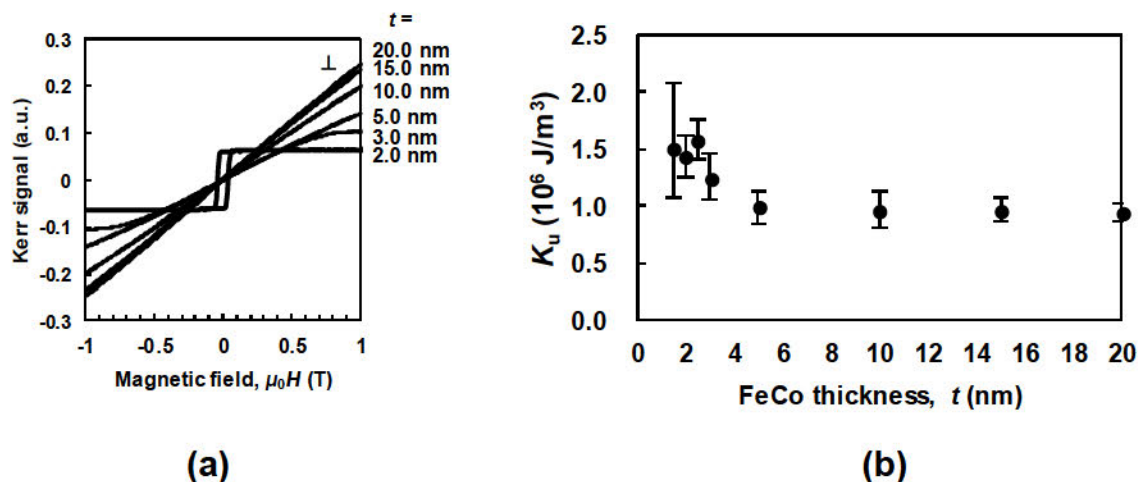 t =
20.0 nm
15.0 nm
10.0 nm
5.0 nm
3.0 nm
2.0 nm
⊥
0.3
0.2
0.1
0
-0.1
-0.2
-0.3
Kerr signal (a.u.)
-1 -0.5 0 0.5 1
Magnetic field, μ₀H (T)
(a)
2.5
2.0
1.5
1.0
0.5
0.0
Kᵤ (10⁶ J/m³)
0 2 4 6 8 10 12 14 16 18 20
FeCo thickness, t (nm)
(b)